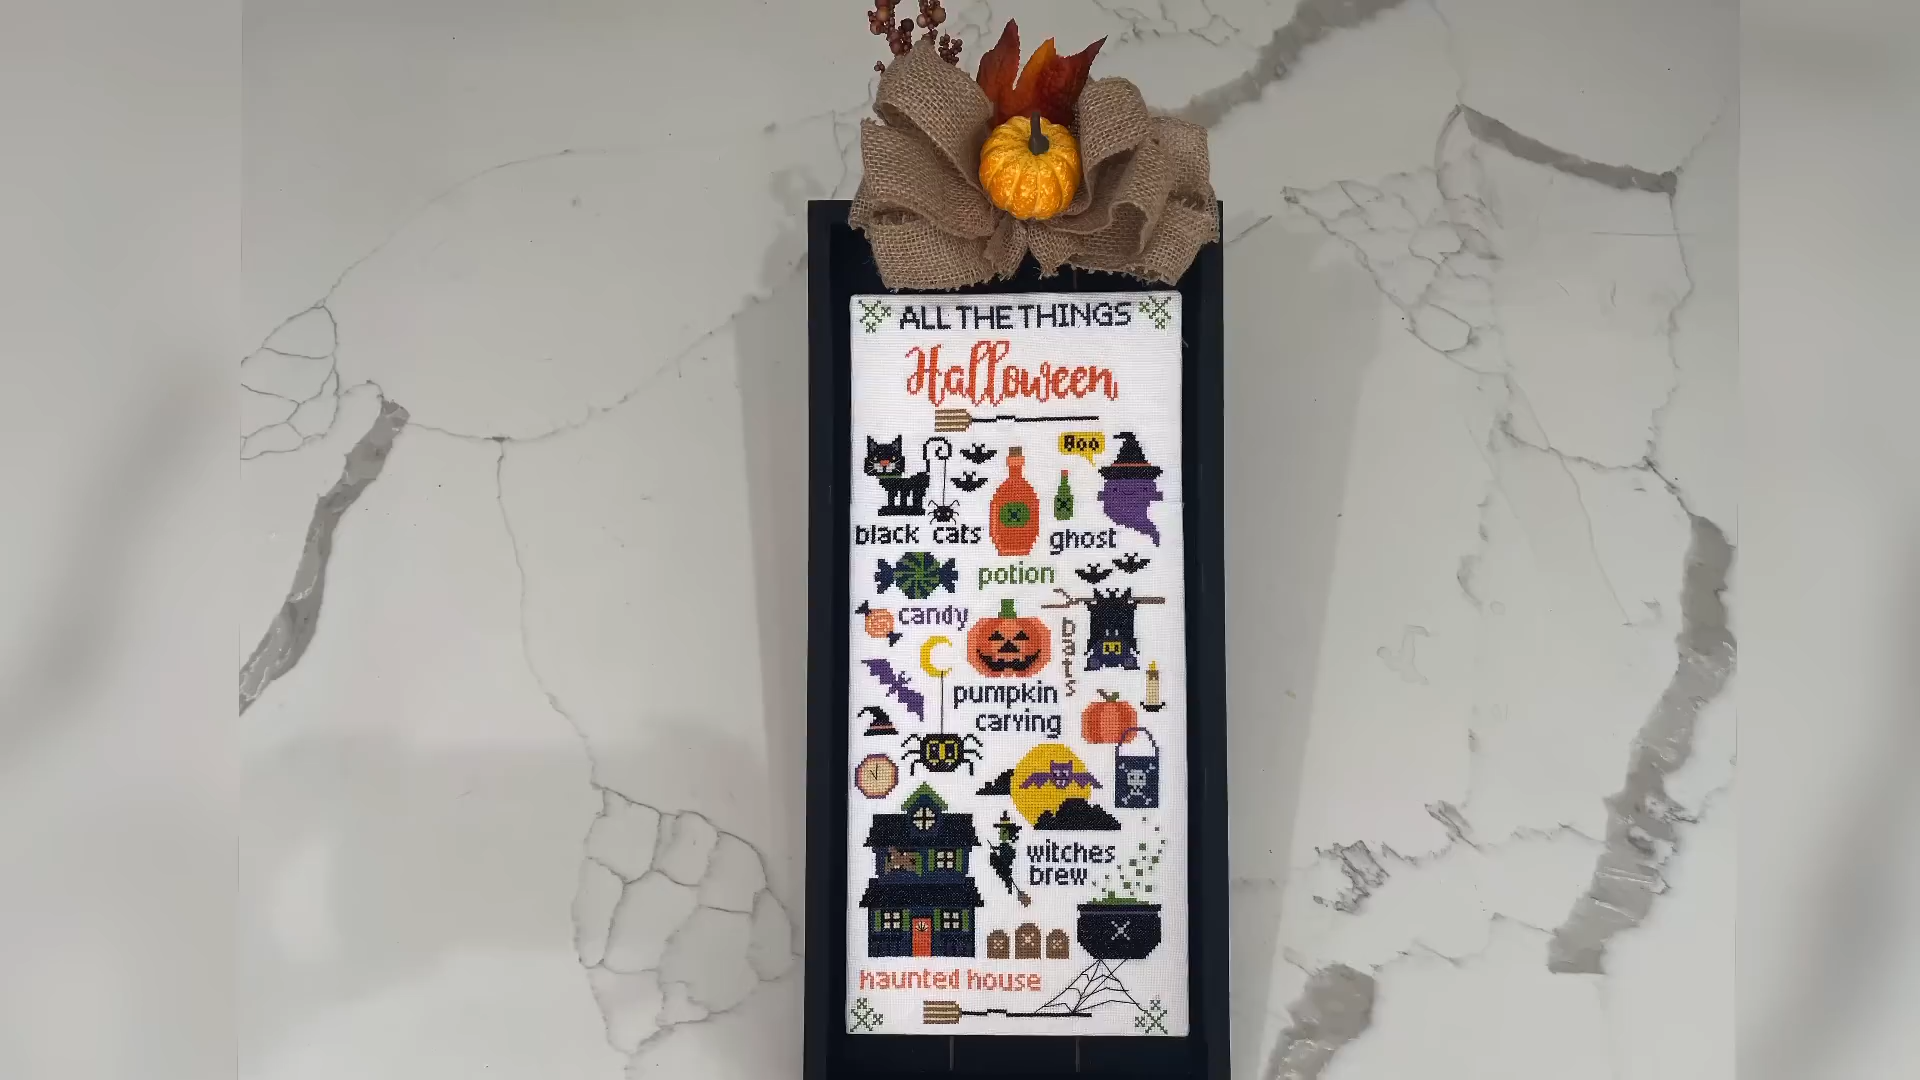 ALL THE THINGS
Halloween
Boo
black cats
ghost
potion
candy
bats
pumpkin
carving
witches
brew
haunted house